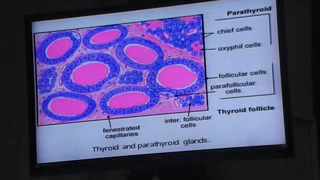 Parathyroid
chief cells
oxyphil cells
follicular cells
parafollicular
cells
Thyroid follicle
fenestrated
capillaries
inter. follicular
cells
Thyroid and parathyroid glands.